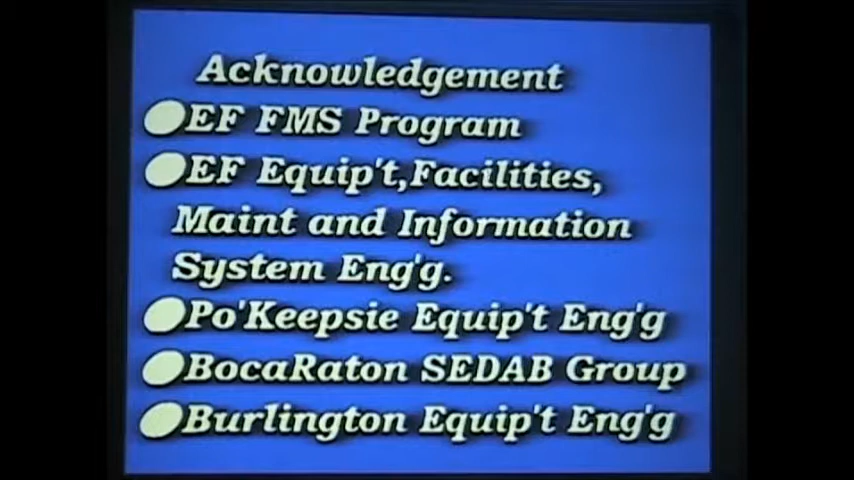 Acknowledgement
EF FMS Program
EF Equip't,Facilities,
Maint and Information
System Eng'g.
Po'Keepsie Equip't Eng'g
BocaRaton SEDAB Group
Burlington Equip't Eng'g